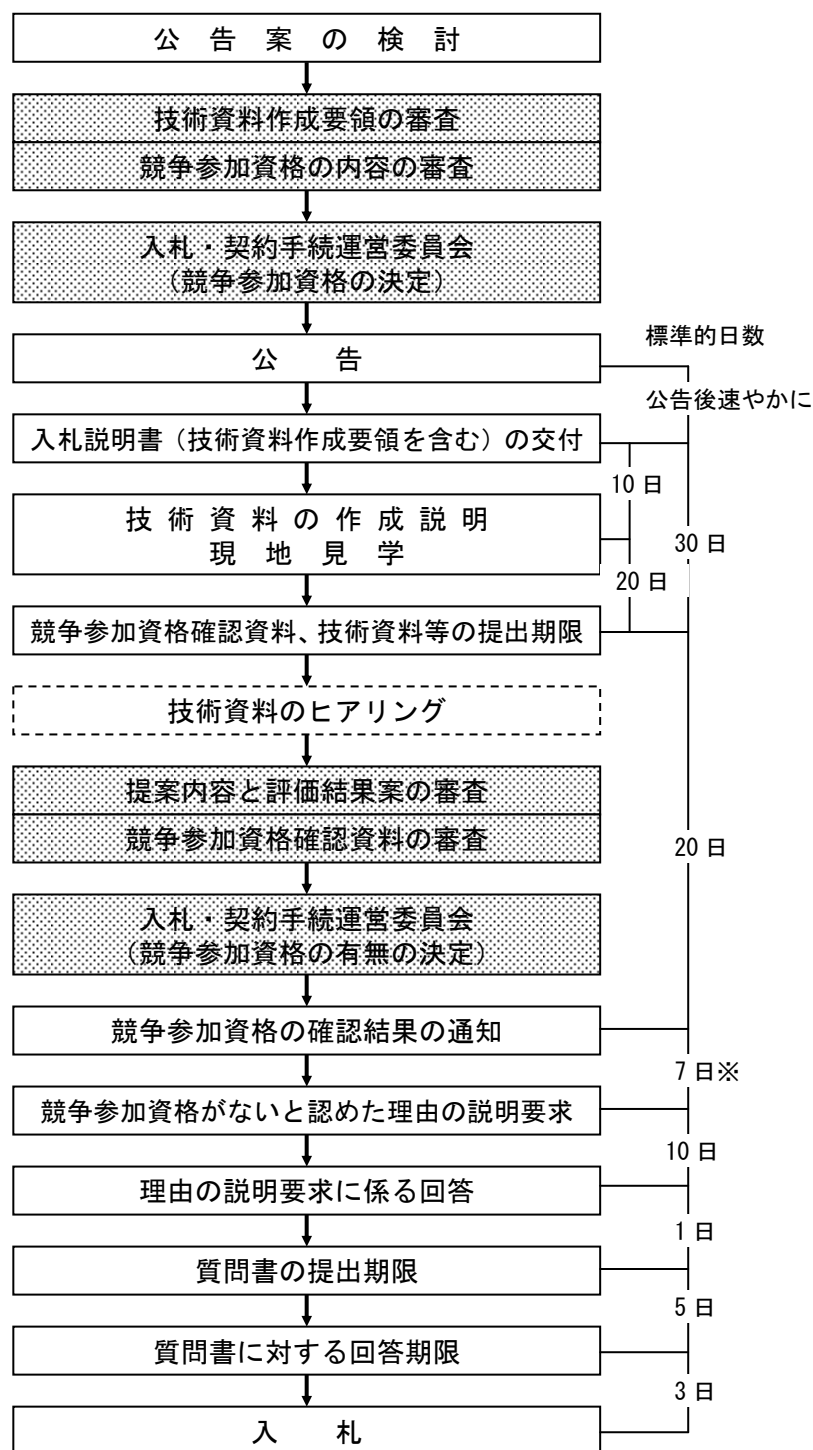 公告案の検討
技術資料作成要領の審査
競争参加資格の内容の審査
入札・契約手続運営委員会
（競争参加資格の決定）
標準的日数
公告
公告後速やかに
入札説明書（技術資料作成要領を含む）の交付
10 日
技術資料の作成説明
現地見学
30 日
20 日
競争参加資格確認資料、技術資料等の提出期限
技術資料のヒアリング
提案内容と評価結果案の審査
競争参加資格確認資料の審査
20 日
入札・契約手続運営委員会
（競争参加資格の有無の決定）
競争参加資格の確認結果の通知
7 日※
競争参加資格がないと認めた理由の説明要求
10 日
理由の説明要求に係る回答
1 日
質問書の提出期限
5 日
質問書に対する回答期限
3 日
入札